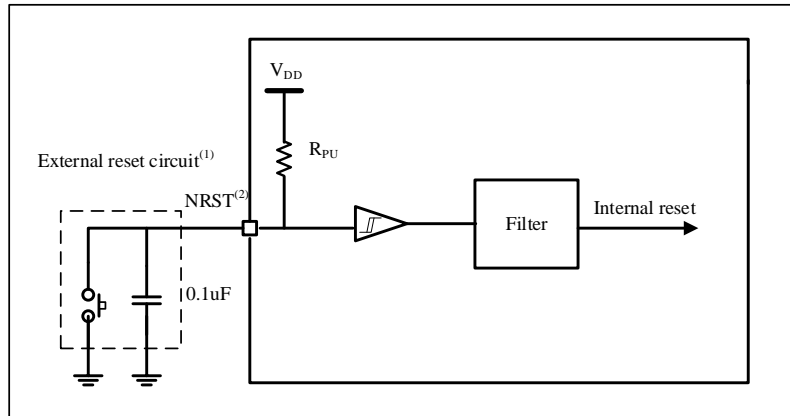 V_DD
R_PU
External reset circuit(1)
NRST(2)
Filter
Internal reset
0.1uF